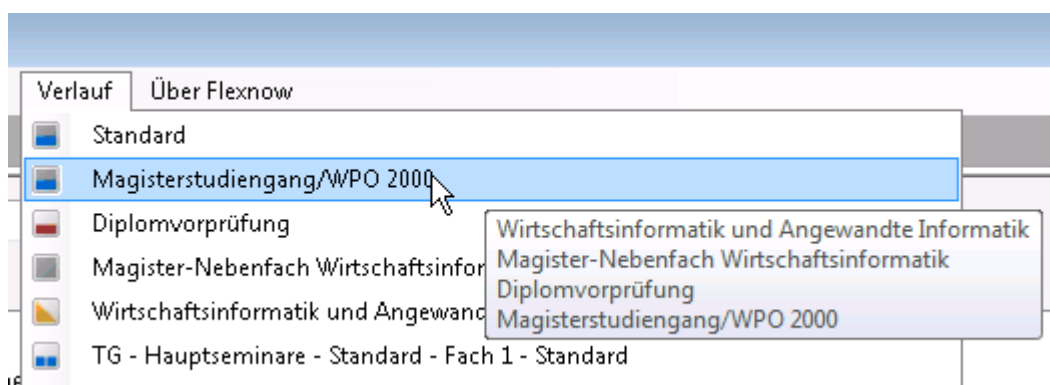 Verlauf Über Flexnow
Standard
Magisterstudiengang/WPO 2000
Diplomvorprüfung
Magister-Nebenfach Wirtschaftsinfor
Wirtschaftsinformatik und Angewand
TG - Hauptseminare - Standard - Fach 1 - Standard
Wirtschaftsinformatik und Angewandte Informatik
Magister-Nebenfach Wirtschaftsinformatik
Diplomvorprüfung
Magisterstudiengang/WPO 2000